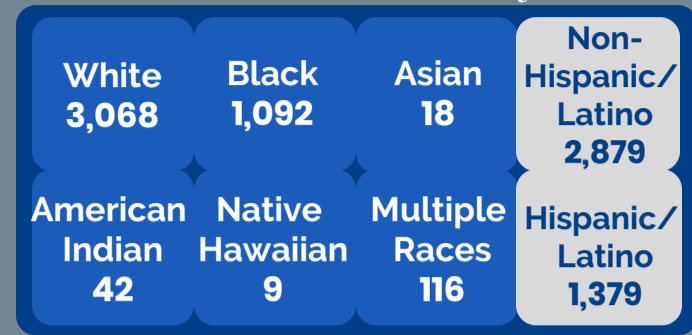 White
3,068
Black
1,092
Asian
18
Non-
Hispanic/
Latino
2,879
American
Indian
42
Native
Hawaiian
9
Multiple
Races
116
Hispanic/
Latino
1,379